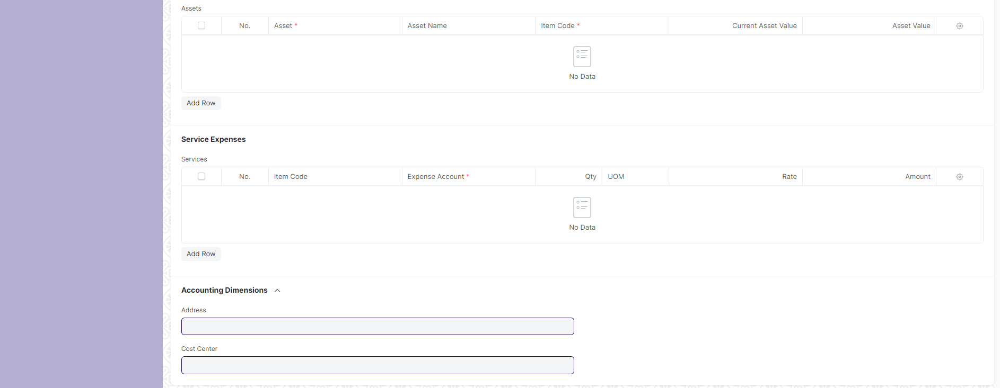 Assets
No. Asset * Asset Name Item Code * Current Asset Value Asset Value
No Data
Add Row
Service Expenses
Services
No. Item Code Expense Account * Qty UOM Rate Amount
No Data
Add Row
Accounting Dimensions
Address
Cost Center